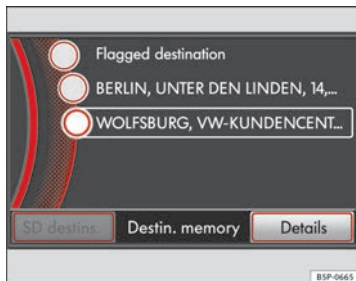 Flagged destination
BERLIN, UNTER DEN LINDEN, 14,...
WOLFSBURG, VW-KUNDENCENT...
SD destins. Destin. memory Details
B5P-0665